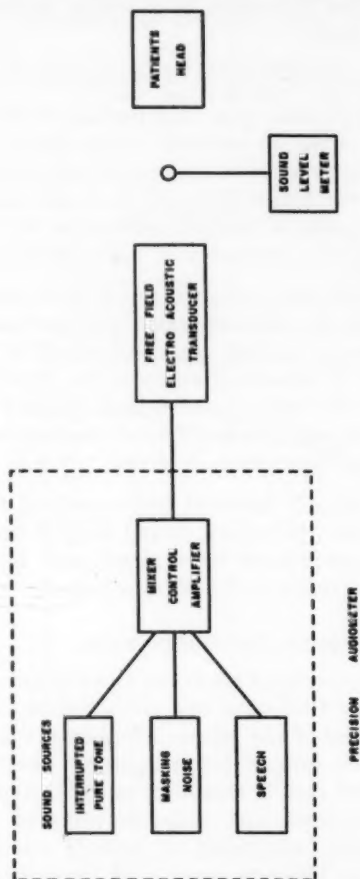 SOUND SOURCES
INTERRUPTED
PURE TONE
MASKING
NOISE
SPEECH
MIXER
CONTROL
AMPLIFIER
PRECISION AUDIOMETER
FREE FIELD
ELECTRO ACOUSTIC
TRANSDUCER
SOUND
LEVEL
METER
PATIENTS
HEAD